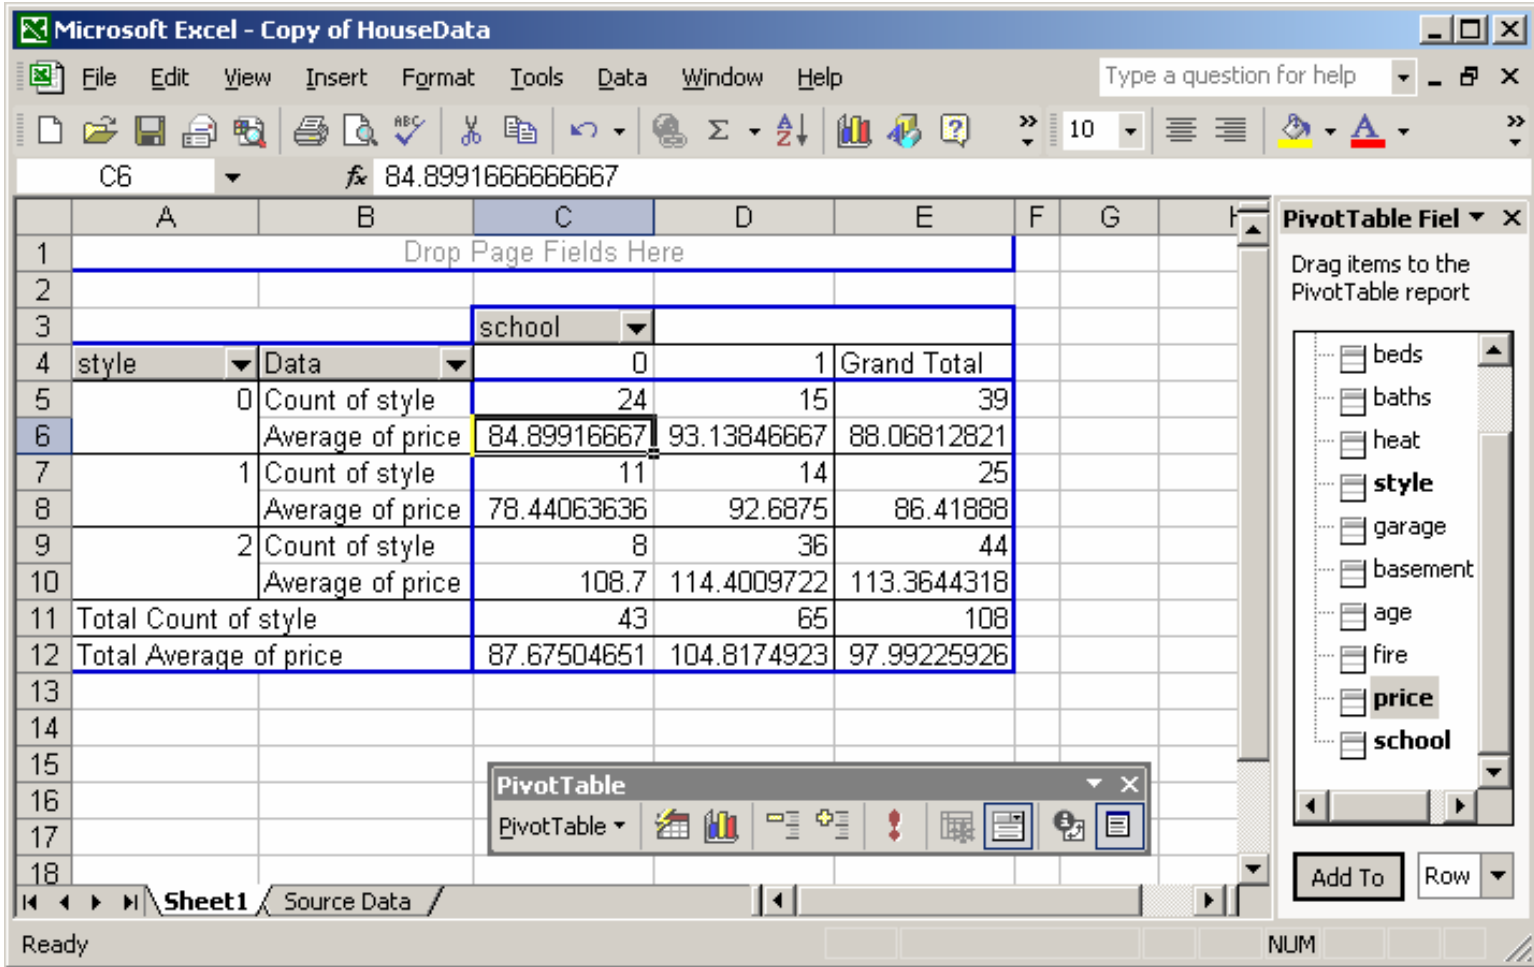 Microsoft Excel - Copy of HouseData
File Edit View Insert Format Tools Data Window Help Type a question for help
ABC Σ A Z 10 A
C6 fx 84.8991666666667
A B C D E F G H
1 Drop Page Fields Here
2
3 school
4 style Data 0 1 Grand Total
5 0 Count of style 24 15 39
6 Average of price 84.89916667 93.13846667 88.06812821
7 1 Count of style 11 14 25
8 Average of price 78.44063636 92.6875 86.41888
9 2 Count of style 8 36 44
10 Average of price 108.7 114.4009722 113.3644318
11 Total Count of style 43 65 108
12 Total Average of price 87.67504651 104.8174923 97.99225926
13
14
15
16
17
18
PivotTable
PivotTable
Sheet1 Source Data
Ready NUM
PivotTable Fiel
Drag items to the
PivotTable report
beds
baths
heat
style
garage
basement
age
fire
price
school
Add To Row